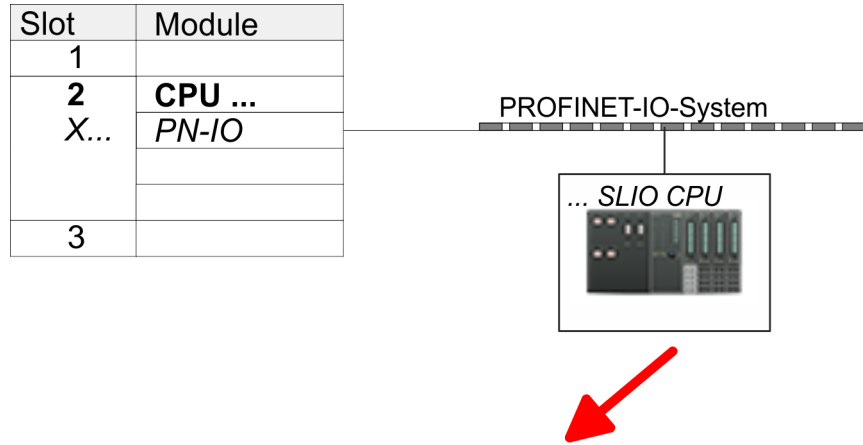 Slot Module
1
2 CPU ...
X... PN-IO
3
PROFINET-IO-System
... SLIO CPU